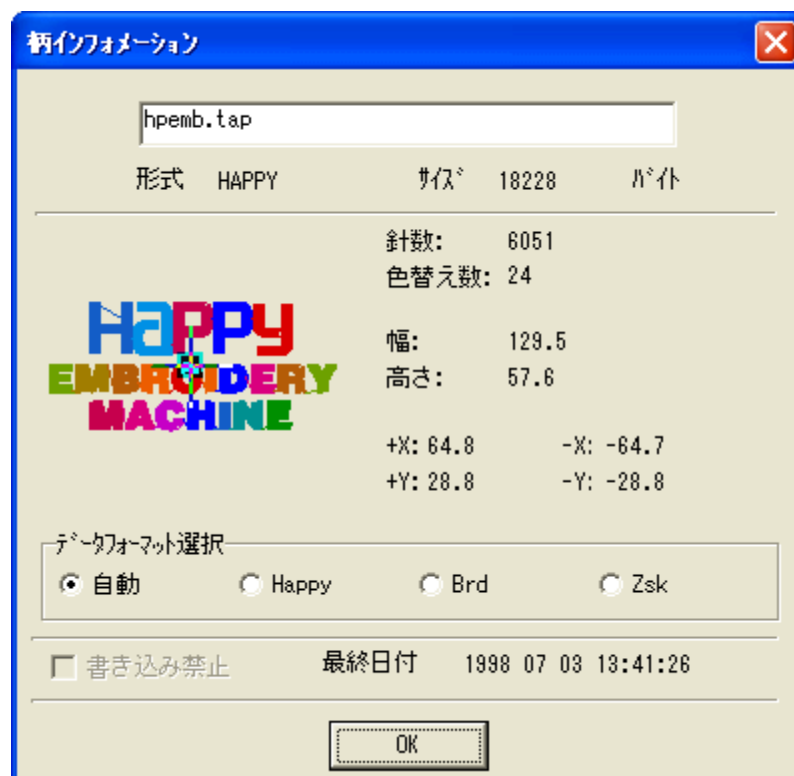 柄インフォメーション
hpemb.tap
形式 HAPPY ｻｲｽﾞ 18228 ﾊﾞｲﾄ
針数: 6051
色替え数: 24
HaPPy
EMBROIDERY
MACHINE
幅: 129.5
高さ: 57.6
+X: 64.8 -X: -64.7
+Y: 28.8 -Y: -28.8
ﾃﾞｰﾀﾌｫｰﾏｯﾄ選択
自動 Happy Brd Zsk
書き込み禁止 最終日付 1998 07 03 13:41:26
OK